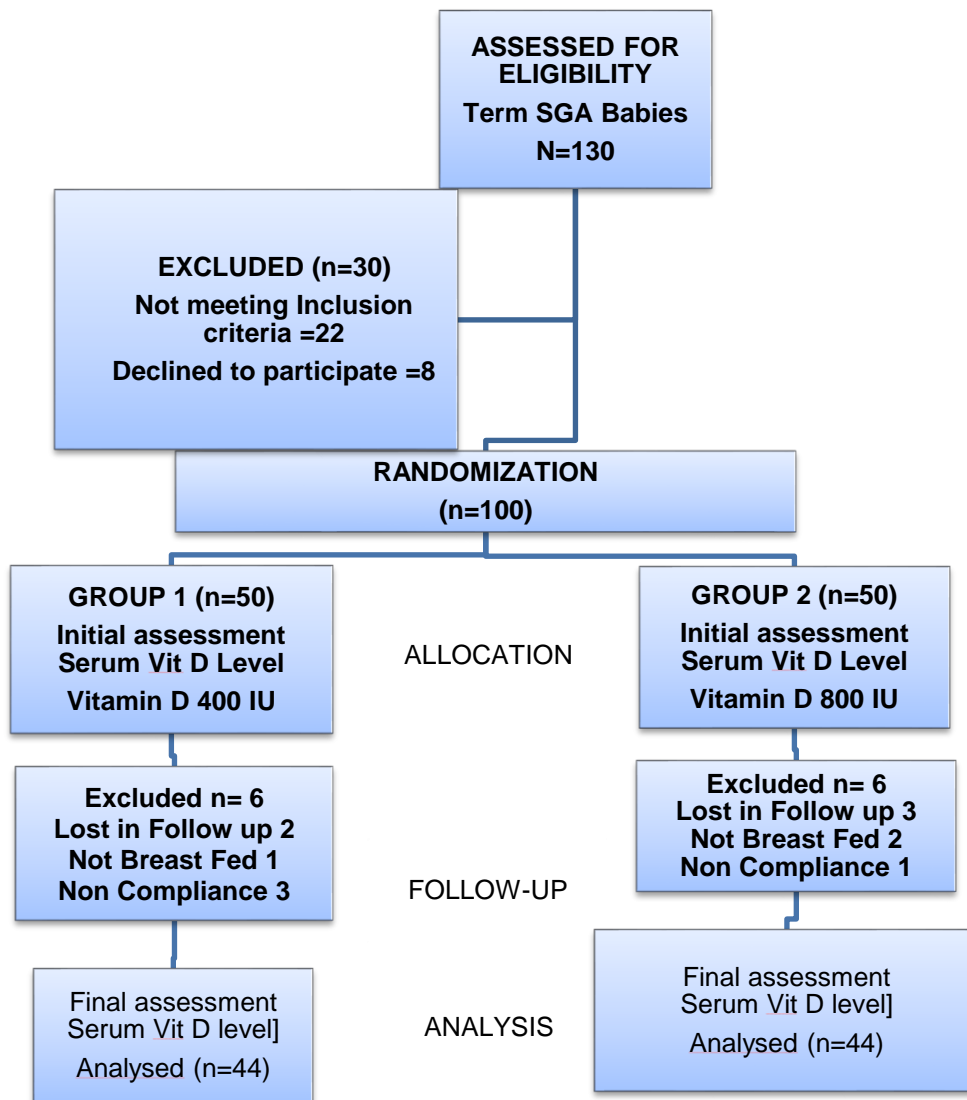 ASSESSED FOR
ELIGIBILITY
Term SGA Babies
N=130
EXCLUDED (n=30)
Not meeting Inclusion
criteria =22
Declined to participate =8
RANDOMIZATION
(n=100)
GROUP 1 (n=50)
Initial assessment
Serum Vit D Level
Vitamin D 400 IU
ALLOCATION
GROUP 2 (n=50)
Initial assessment
Serum Vit D Level
Vitamin D 800 IU
Excluded n= 6
Lost in Follow up 2
Not Breast Fed 1
Non Compliance 3
FOLLOW-UP
Excluded n= 6
Lost in Follow up 3
Not Breast Fed 2
Non Compliance 1
Final assessment
Serum Vit D level]
Analysed (n=44)
ANALYSIS
Final assessment
Serum Vit D level]
Analysed (n=44)